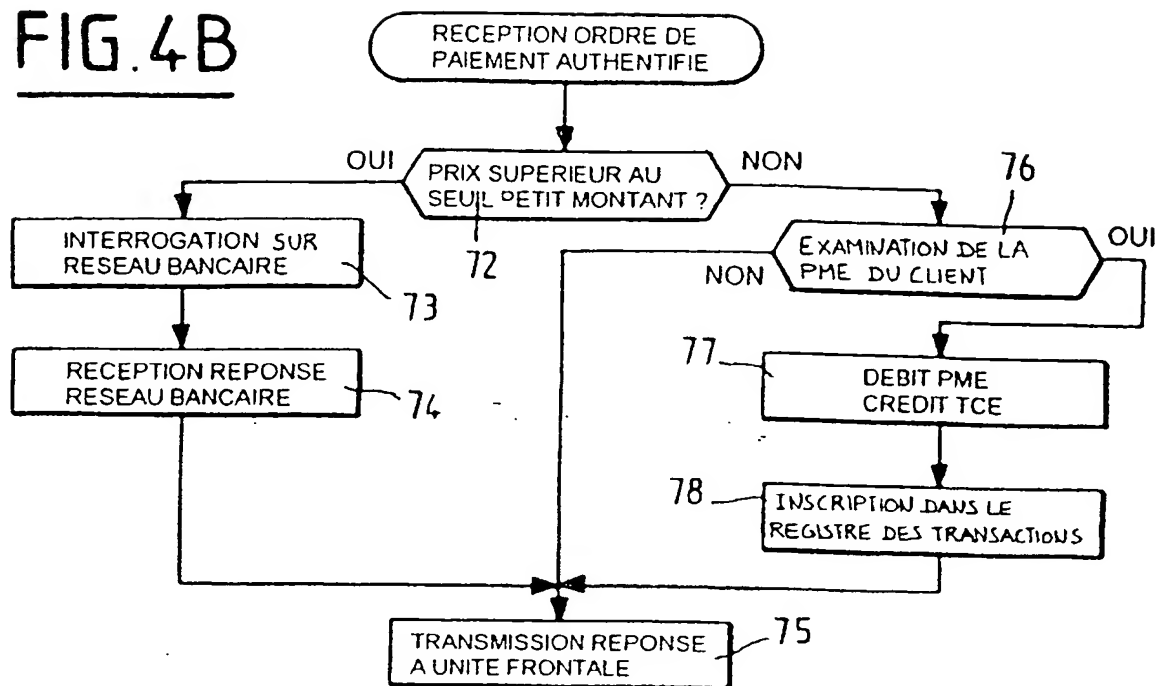 FIG.4B
RECEPTION ORDRE DE
PAIEMENT AUTHENTIFIE
OUI
PRIX SUPERIEUR AU
SEUIL PETIT MONTANT ?
NON
72
76
INTERROGATION SUR
RESEAU BANCAIRE
73
EXAMINATION DE LA
PME DU CLIENT
OUI
NON
RECEPTION REPONSE
RESEAU BANCAIRE
74
77
DEBIT PME
CREDIT TCE
78
INSCRIPTION DANS LE
REGISTRE DES TRANSACTIONS
TRANSMISSION REPONSE
A UNITE FRONTALE
75